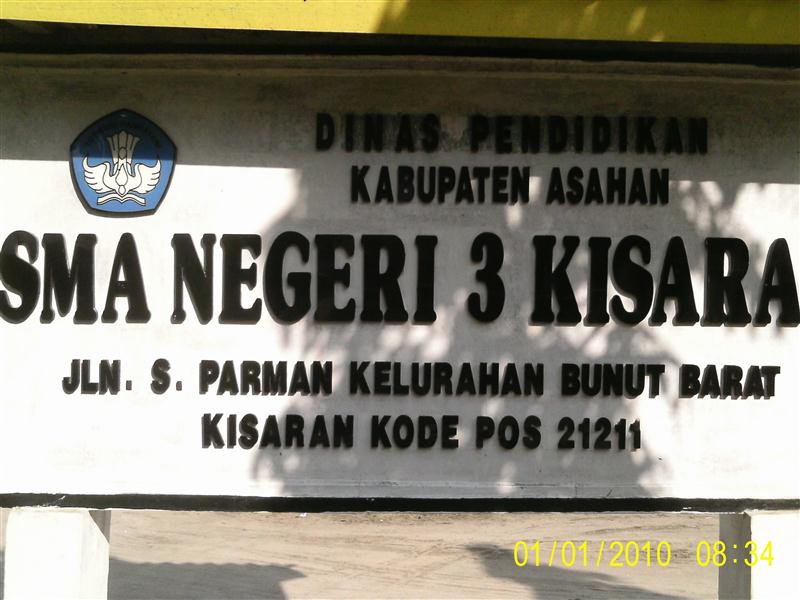 DINAS PENDIDIKAN
KABUPATEN ASAHAN
SMA NEGERI 3 KISARA
JLN. S. PARMAN KELURAHAN BUNUT BARAT
KISARAN KODE POS 21211
01/01/2010 08:34